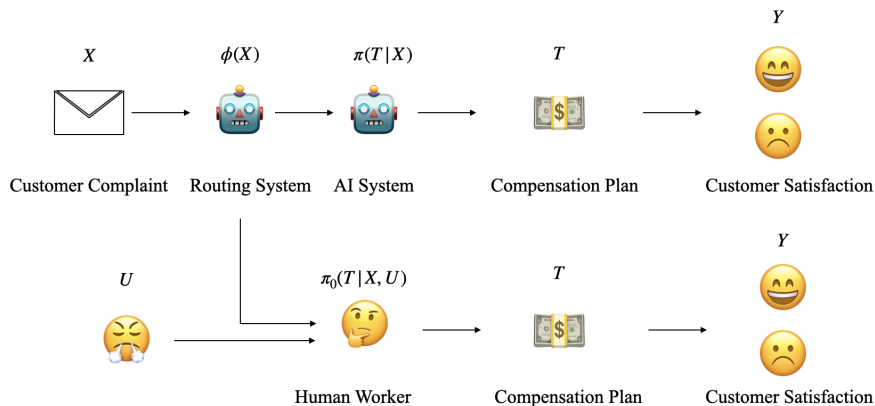 X
ϕ(X)
π(T|X)
T
Y
$
Customer Complaint
Routing System
AI System
Compensation Plan
Customer Satisfaction
U
π₀(T|X, U)
T
Y
$
Human Worker
Compensation Plan
Customer Satisfaction